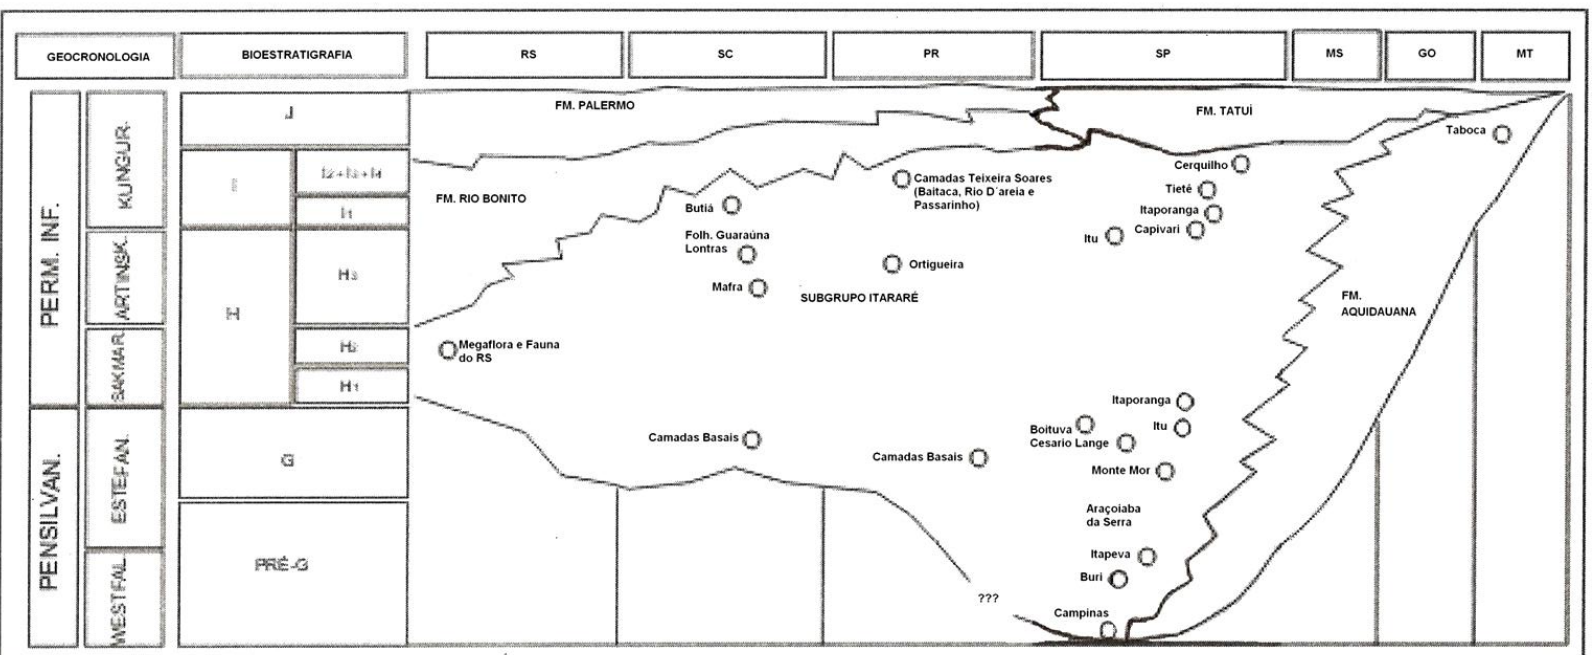 GEOCRONOLOGIA
BIOESTRATIGRAFIA
RS
SC
PR
SP
MS
GO
MT
PERM. INF.
PENSILVAN.
KUNGUR.
ARTINSK.
SAKMAR.
ESTEFAN.
WESTFAL.
J
I
I2+I3+I4
I1
H
H3
H2
H1
G
PRÉ-G
FM. PALERMO
FM. TATUÍ
FM. RIO BONITO
Taboca
Cerquilho
Camadas Teixeira Soares
(Baitaca, Rio D´areia e
Passarinho)
Tieté
Butiá
Itaporanga
Capivari
Itu
Folh. Guaraúna
Lontras
Ortigueira
Mafra
SUBGRUPO ITARARÉ
FM.
AQUIDAUANA
Megaflora e Fauna
do RS
Itaporanga
Boituva
Itu
Cesario Lange
Camadas Basais
Camadas Basais
Monte Mor
Araçoiaba
da Serra
Itapeva
Buri
???
Campinas